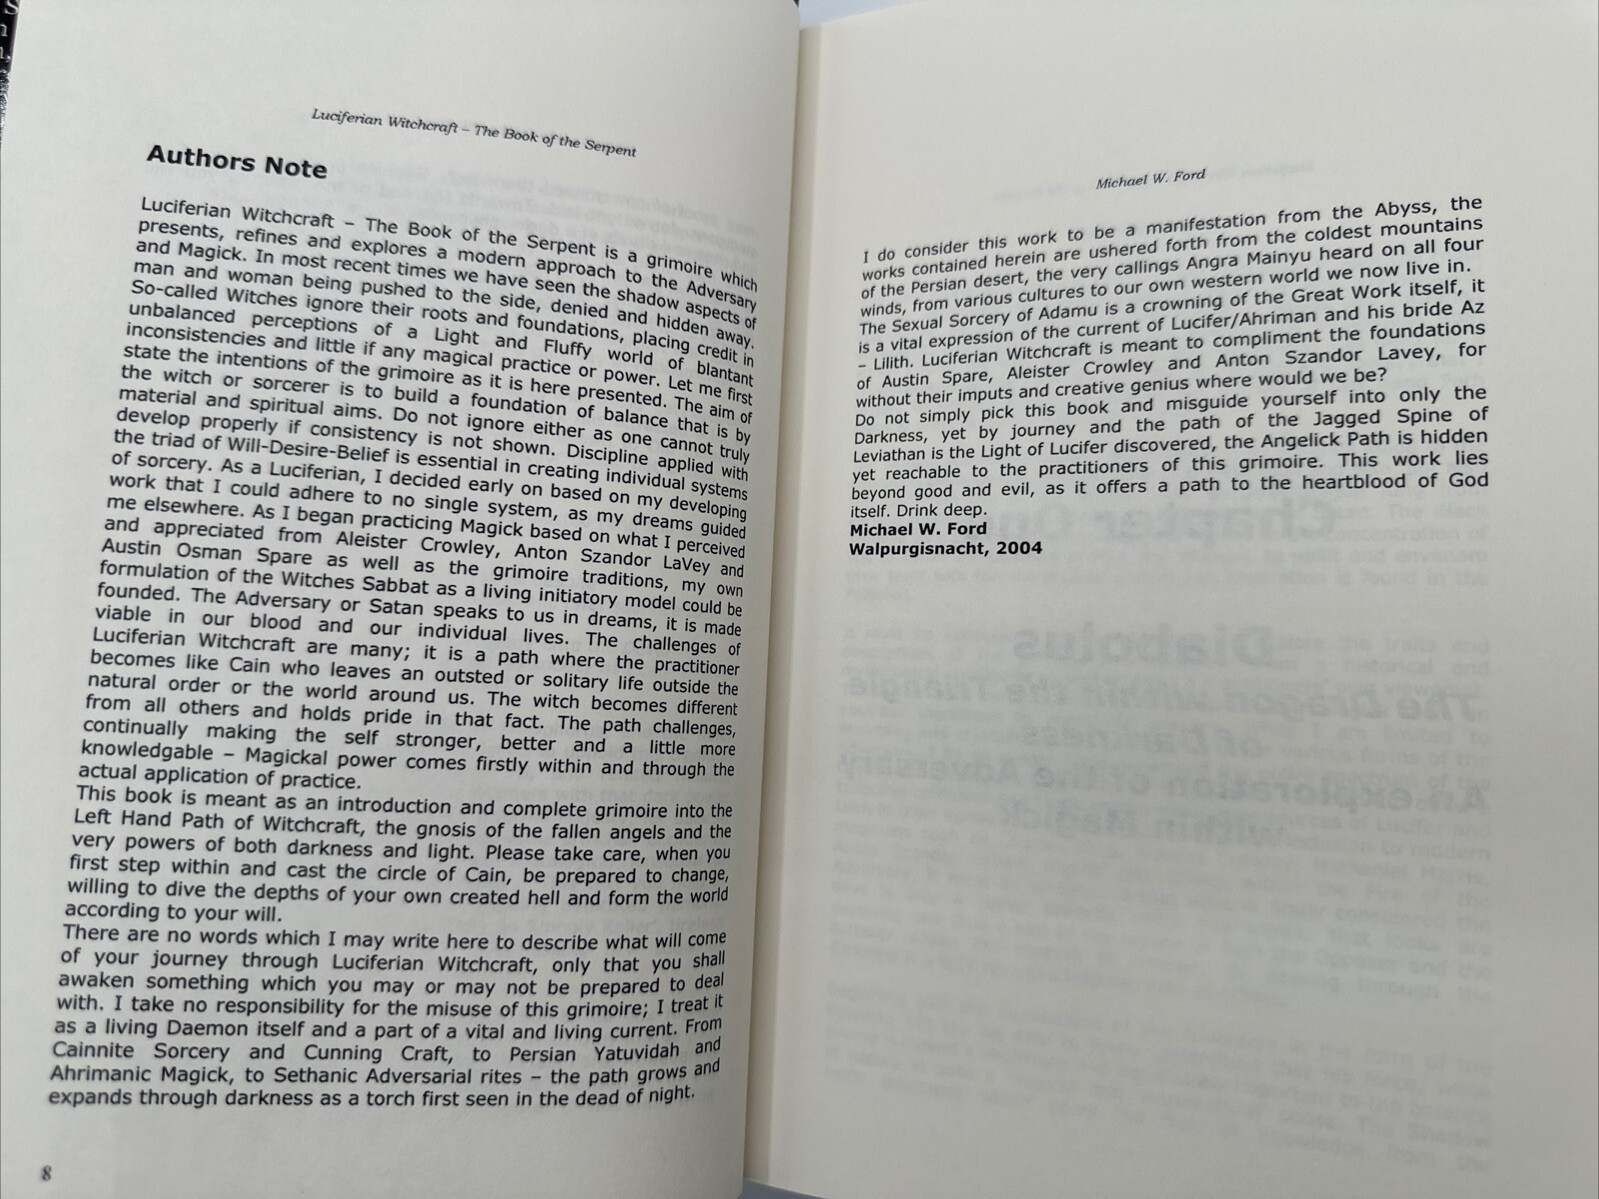 Luciferian Witchcraft – The Book of the Serpent
Authors Note
Luciferian Witchcraft – The Book of the Serpent is a grimoire which
presents, refines and explores a modern approach to the Adversary
and Magick. In most recent times we have seen the shadow aspects of
man and woman being pushed to the side, denied and hidden away.
So-called Witches ignore their roots and foundations, placing credit in
unbalanced perceptions of a Light and Fluffy world of blantant
inconsistencies and little if any magical practice or power. Let me first
state the intentions of the grimoire as it is here presented. The aim of
the witch or sorcerer is to build a foundation of balance that is by
material and spiritual aims. Do not ignore either as one cannot truly
develop properly if consistency is not shown. Discipline applied with
the triad of Will-Desire-Belief is essential in creating individual systems
of sorcery. As a Luciferian, I decided early on based on my developing
work that I could adhere to no single system, as my dreams guided
me elsewhere. As I began practicing Magick based on what I perceived
and appreciated from Aleister Crowley, Anton Szandor LaVey and
Austin Osman Spare as well as the grimoire traditions, my own
formulation of the Witches Sabbat as a living initiatory model could be
founded. The Adversary or Satan speaks to us in dreams, it is made
viable in our blood and our individual lives. The challenges of
Luciferian Witchcraft are many; it is a path where the practitioner
becomes like Cain who leaves an outsted or solitary life outside the
natural order or the world around us. The witch becomes different
from all others and holds pride in that fact. The path challenges,
continually making the self stronger, better and a little more
knowledgable – Magickal power comes firstly within and through the
actual application of practice.
This book is meant as an introduction and complete grimoire into the
Left Hand Path of Witchcraft, the gnosis of the fallen angels and the
very powers of both darkness and light. Please take care, when you
first step within and cast the circle of Cain, be prepared to change,
willing to dive the depths of your own created hell and form the world
according to your will.
There are no words which I may write here to describe what will come
of your journey through Luciferian Witchcraft, only that you shall
awaken something which you may or may not be prepared to deal
with. I take no responsibility for the misuse of this grimoire; I treat it
as a living Daemon itself and a part of a vital and living current. From
Cainnite Sorcery and Cunning Craft, to Persian Yatuvidah and
Ahrimanic Magick, to Sethanic Adversarial rites – the path grows and
expands through darkness as a torch first seen in the dead of night.
8
Michael W. Ford
I do consider this work to be a manifestation from the Abyss, the
works contained herein are ushered forth from the coldest mountains
of the Persian desert, the very callings Angra Mainyu heard on all four
winds, from various cultures to our own western world we now live in.
The Sexual Sorcery of Adamu is a crowning of the Great Work itself, it
is a vital expression of the current of Lucifer/Ahriman and his bride Az
– Lilith. Luciferian Witchcraft is meant to compliment the foundations
of Austin Spare, Aleister Crowley and Anton Szandor Lavey, for
without their imputs and creative genius where would we be?
Do not simply pick this book and misguide yourself into only the
Darkness, yet by journey and the path of the Jagged Spine of
Leviathan is the Light of Lucifer discovered, the Angelick Path is hidden
yet reachable to the practitioners of this grimoire. This work lies
beyond good and evil, as it offers a path to the heartblood of God
itself. Drink deep.
Michael W. Ford
Walpurgisnacht, 2004